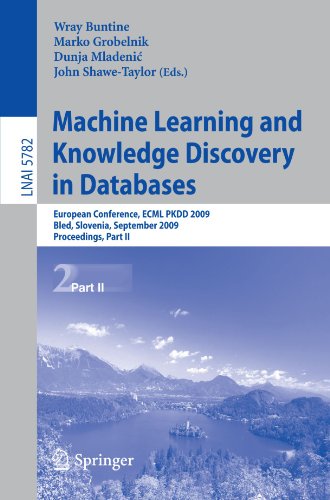 Wray Buntine
Marko Grobelnik
Dunja Mladenić
John Shawe-Taylor (Eds.)
LNAI 5782
Machine Learning and
Knowledge Discovery
in Databases
European Conference, ECML PKDD 2009
Bled, Slovenia, September 2009
Proceedings, Part II
2 Part II
Springer